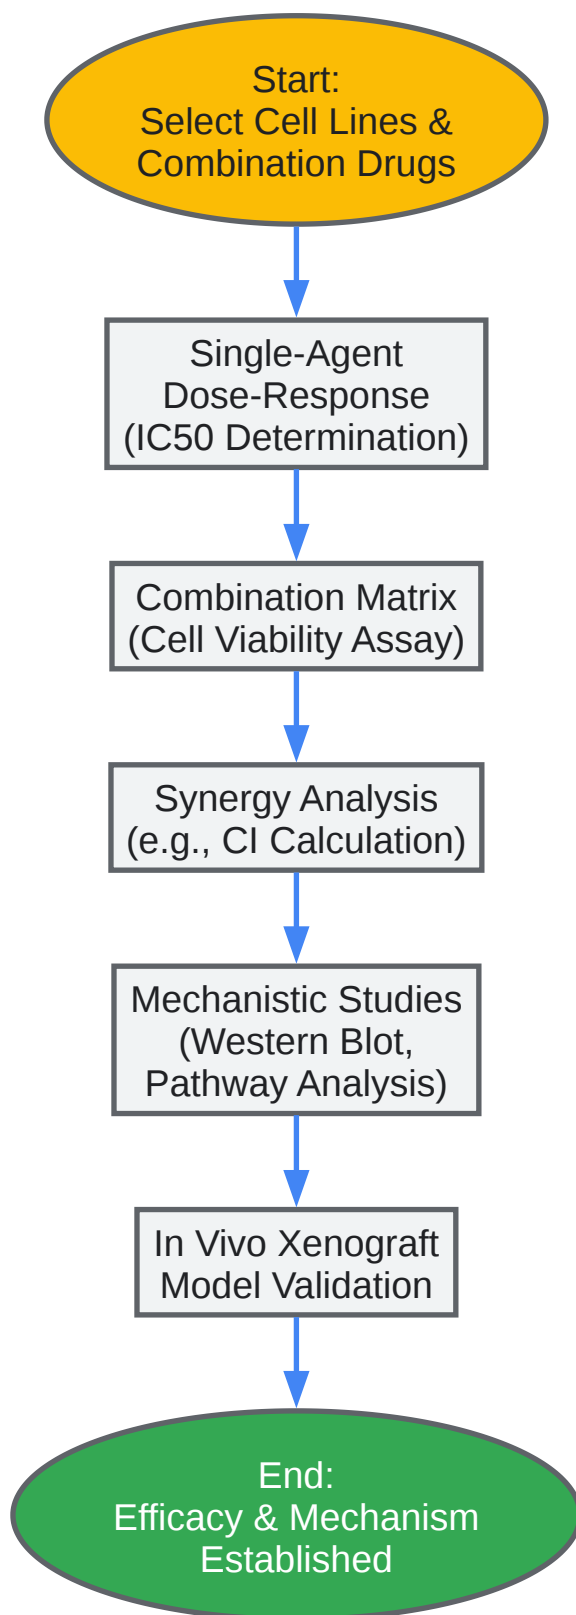 Start:
Select Cell Lines &
Combination Drugs
Single-Agent
Dose-Response
(IC50 Determination)
Combination Matrix
(Cell Viability Assay)
Synergy Analysis
(e.g., CI Calculation)
Mechanistic Studies
(Western Blot,
Pathway Analysis)
In Vivo Xenograft
Model Validation
End:
Efficacy & Mechanism
Established